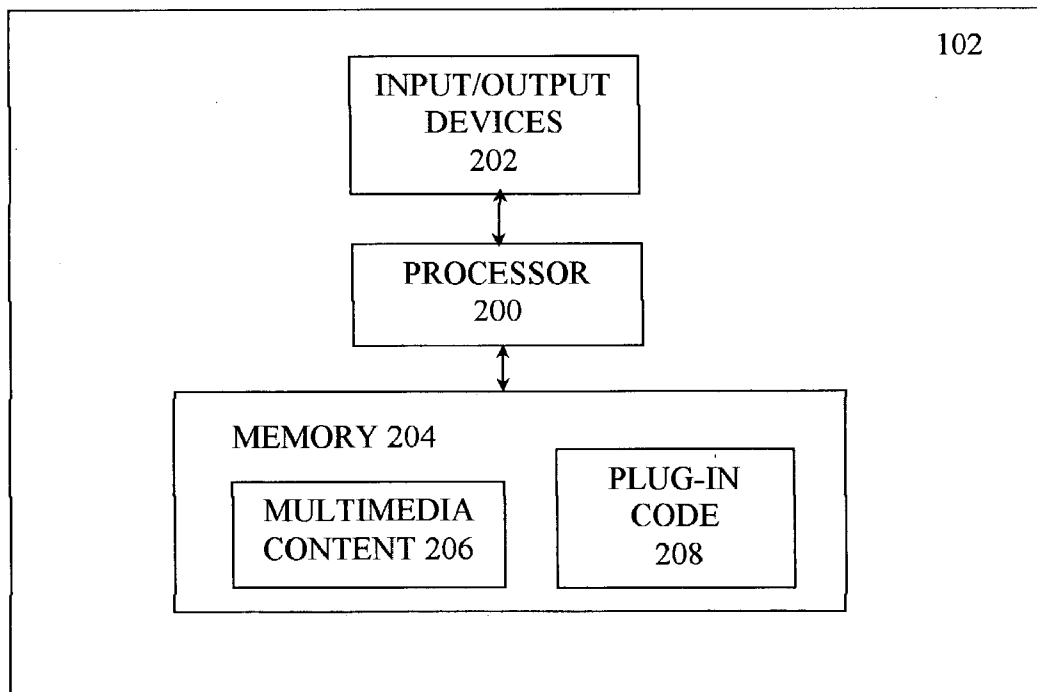 102
INPUT/OUTPUT
DEVICES
202
PROCESSOR
200
MEMORY 204
MULTIMEDIA
CONTENT 206
PLUG-IN
CODE
208